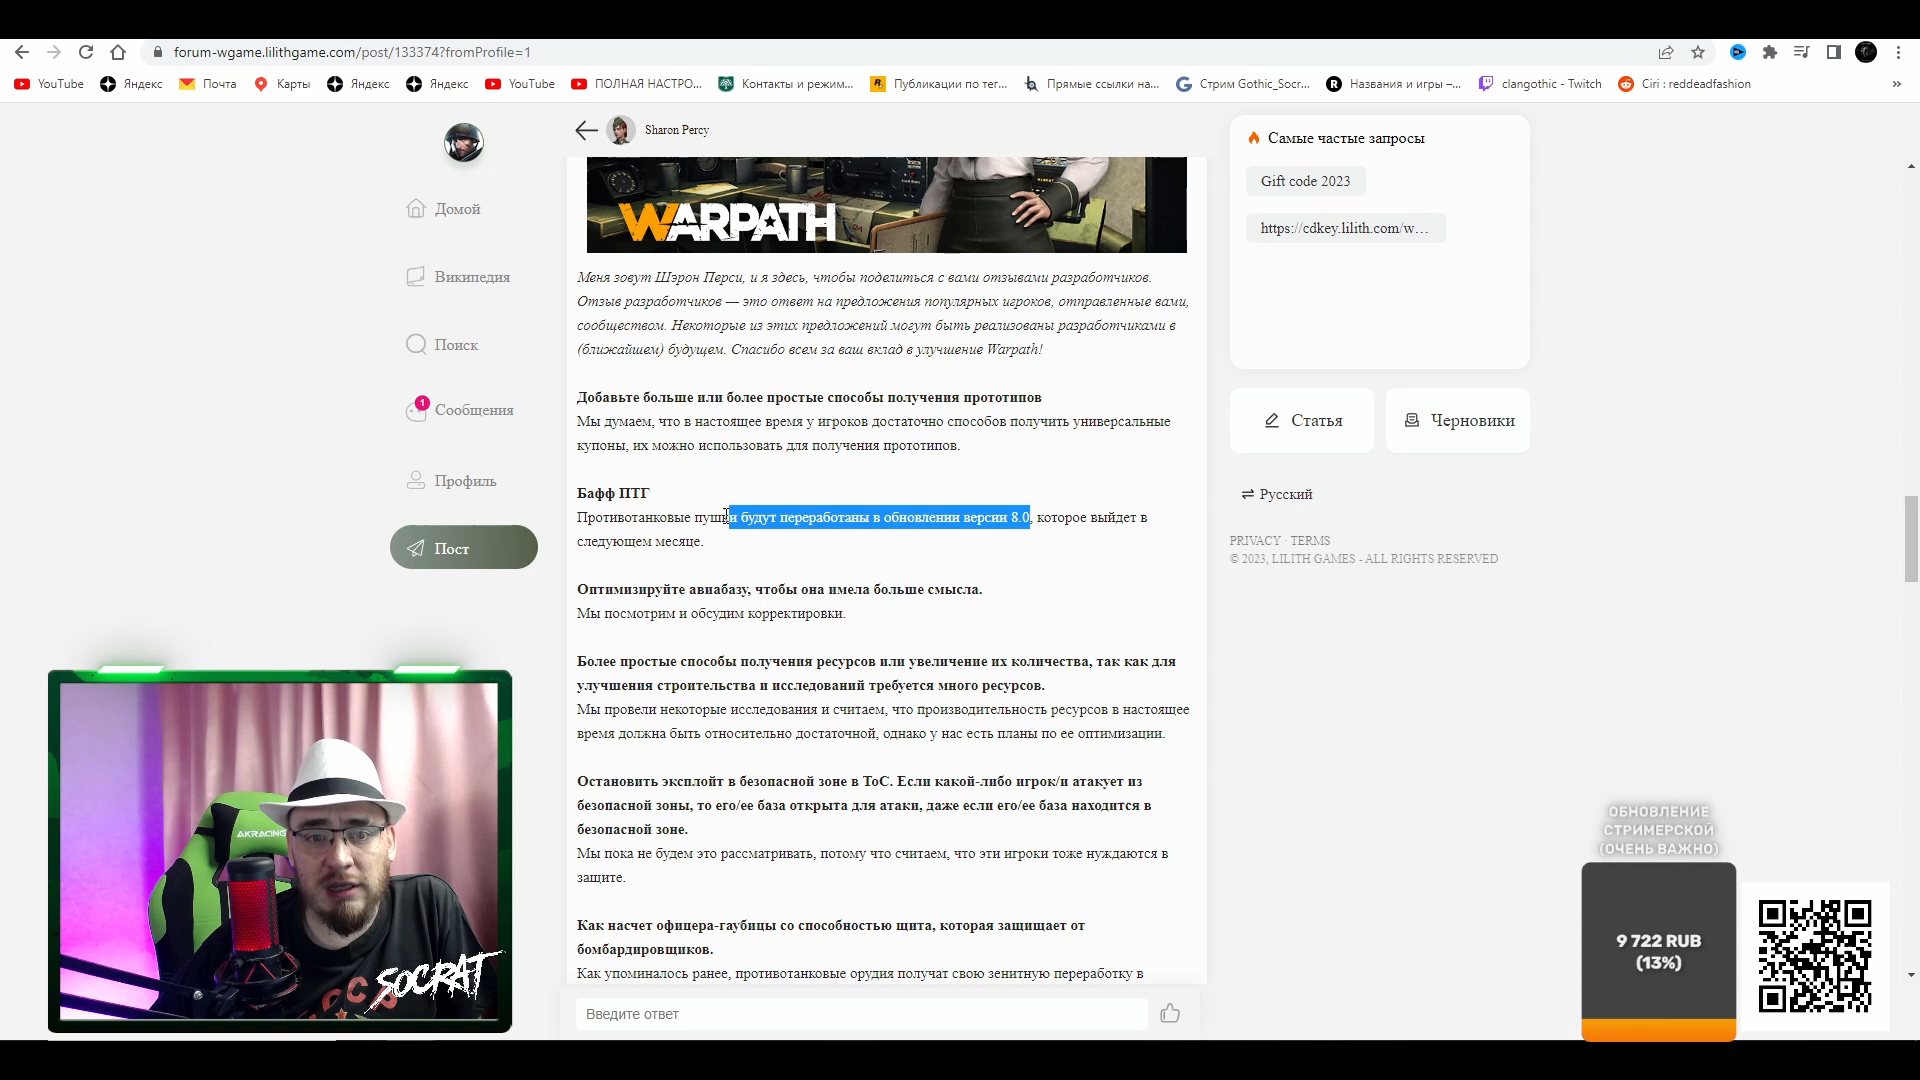 forum-wgame.lilithgame.com/post/133374?fromProfile=1
YouTube
Яндекс
Почта
Карты
Яндекс
Яндекс
YouTube
ПОЛНАЯ НАСТРО...
Контакты и режим...
Публикации по тег...
Прямые ссылки на...
Стрим Gothic_Socr...
Названия и игры –...
clangothic - Twitch
Ciri : reddeadfashion
»
Домой
Википедия
Поиск
1
Сообщения
Профиль
Пост
Sharon Percy
WARPATH
Меня зовут Шэрон Перси, и я здесь, чтобы поделиться с вами отзывами разработчиков.
Отзыв разработчиков — это ответ на предложения популярных игроков, отправленные вами,
сообществом. Некоторые из этих предложений могут быть реализованы разработчиками в
(ближайшем) будущем. Спасибо всем за ваш вклад в улучшение Warpath!
Добавьте больше или более простые способы получения прототипов
Мы думаем, что в настоящее время у игроков достаточно способов получить универсальные
купоны, их можно использовать для получения прототипов.
Бафф ПТГ
Противотанковые пушки будут переработаны в обновлении версии 8.0, которое выйдет в
следующем месяце.
Оптимизируйте авиабазу, чтобы она имела больше смысла.
Мы посмотрим и обсудим корректировки.
Более простые способы получения ресурсов или увеличение их количества, так как для
улучшения строительства и исследований требуется много ресурсов.
Мы провели некоторые исследования и считаем, что производительность ресурсов в настоящее
время должна быть относительно достаточной, однако у нас есть планы по ее оптимизации.
Остановить эксплойт в безопасной зоне в ToC. Если какой-либо игрок/и атакует из
безопасной зоны, то его/ее база открыта для атаки, даже если его/ее база находится в
безопасной зоне.
Мы пока не будем это рассматривать, потому что считаем, что эти игроки тоже нуждаются в
защите.
Как насчет офицера-гаубицы со способностью щита, которая защищает от
бомбардировщиков.
Как упоминалось ранее, противотанковые орудия получат свою зенитную переработку в
Введите ответ
Самые частые запросы
Gift code 2023
https://cdkey.lilith.com/w...
Статья
Черновики
Русский
PRIVACY · TERMS
© 2023, LILITH GAMES - ALL RIGHTS RESERVED
AKRACING
SOCRAT
ОБНОВЛЕНИЕ
СТРИМЕРСКОЙ
(ОЧЕНЬ ВАЖНО)
9 722 RUB
(13%)